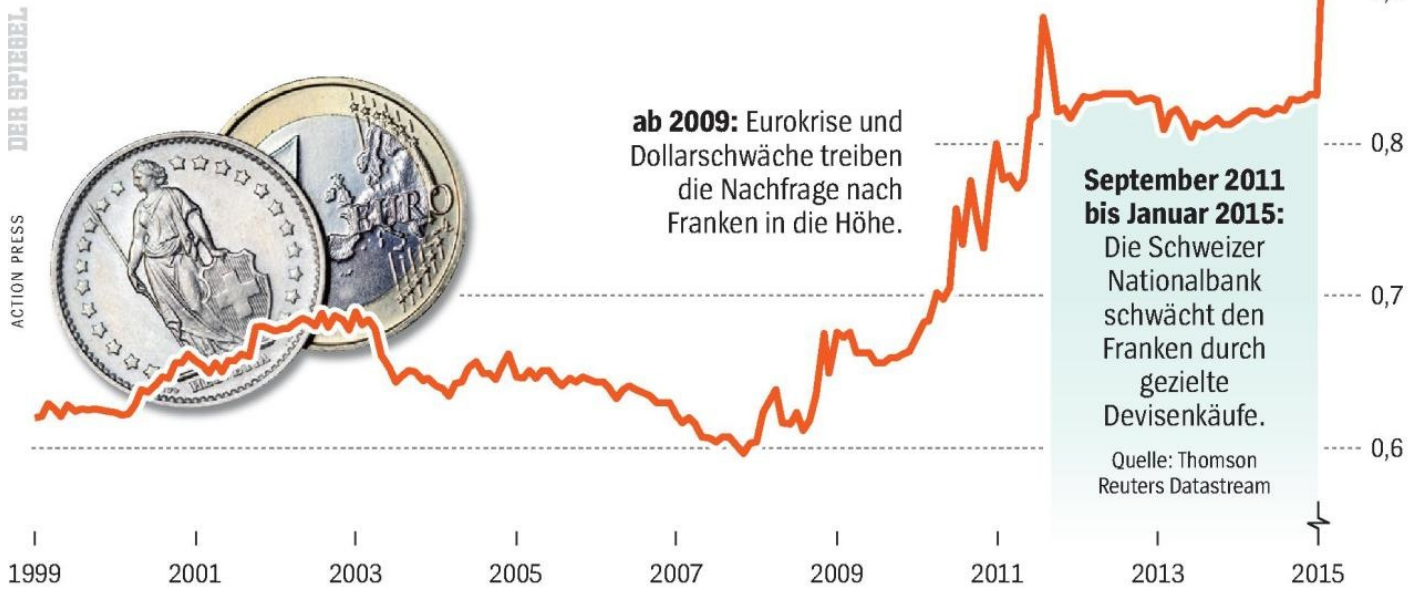 DER SPIEGEL
ACTION PRESS
EURO
ab 2009: Eurokrise und
Dollarschwäche treiben
die Nachfrage nach
Franken in die Höhe.
September 2011
bis Januar 2015:
Die Schweizer
Nationalbank
schwächt den
Franken durch
gezielte
Devisenkäufe.
Quelle: Thomson
Reuters Datastream
0,8
0,7
0,6
1999 2001 2003 2005 2007 2009 2011 2013 2015